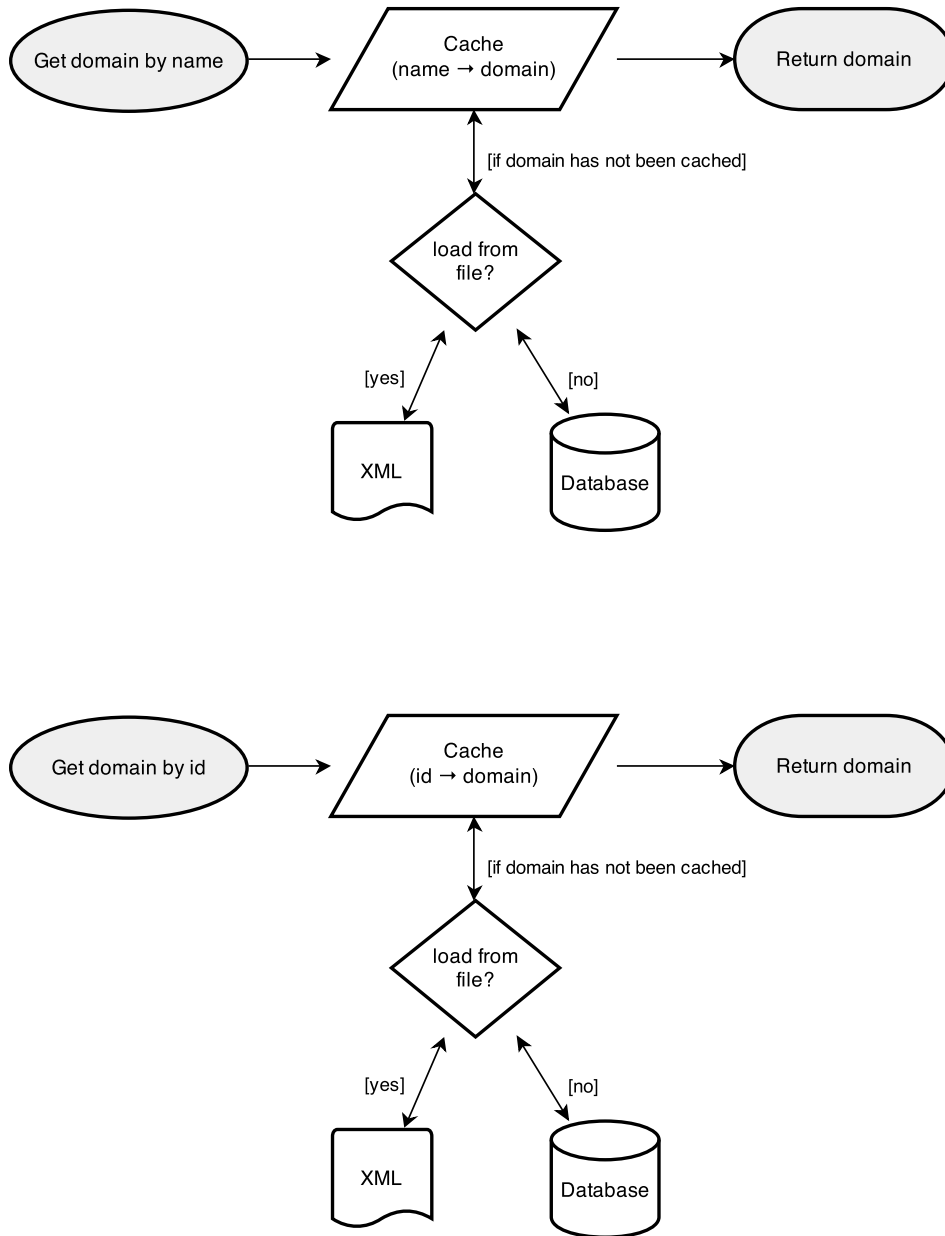 Get domain by name
Cache
(name → domain)
Return domain
[if domain has not been cached]
load from
file?
[yes]
[no]
XML
Database
Get domain by id
Cache
(id → domain)
Return domain
[if domain has not been cached]
load from
file?
[yes]
[no]
XML
Database